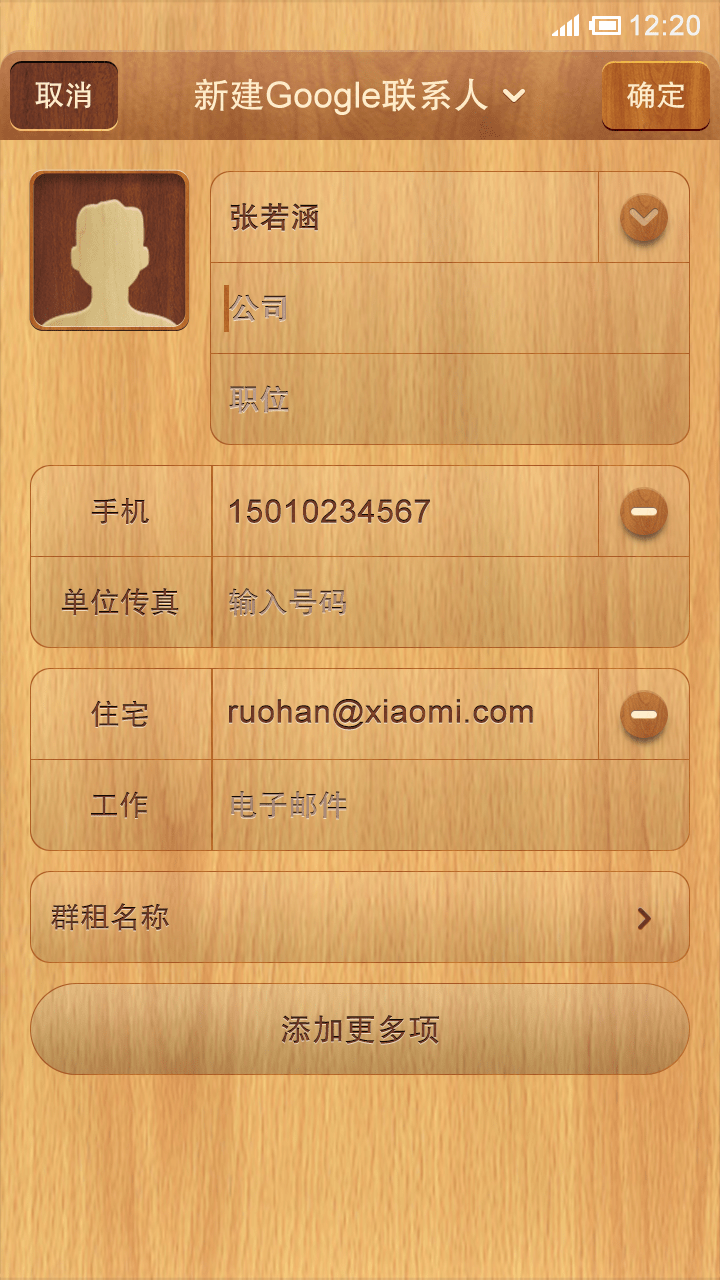 12:20
取消 新建Google联系人 确定
张若涵
公司
职位
手机 15010234567
单位传真 输入号码
住宅 ruohan@xiaomi.com
工作 电子邮件
群租名称
添加更多项